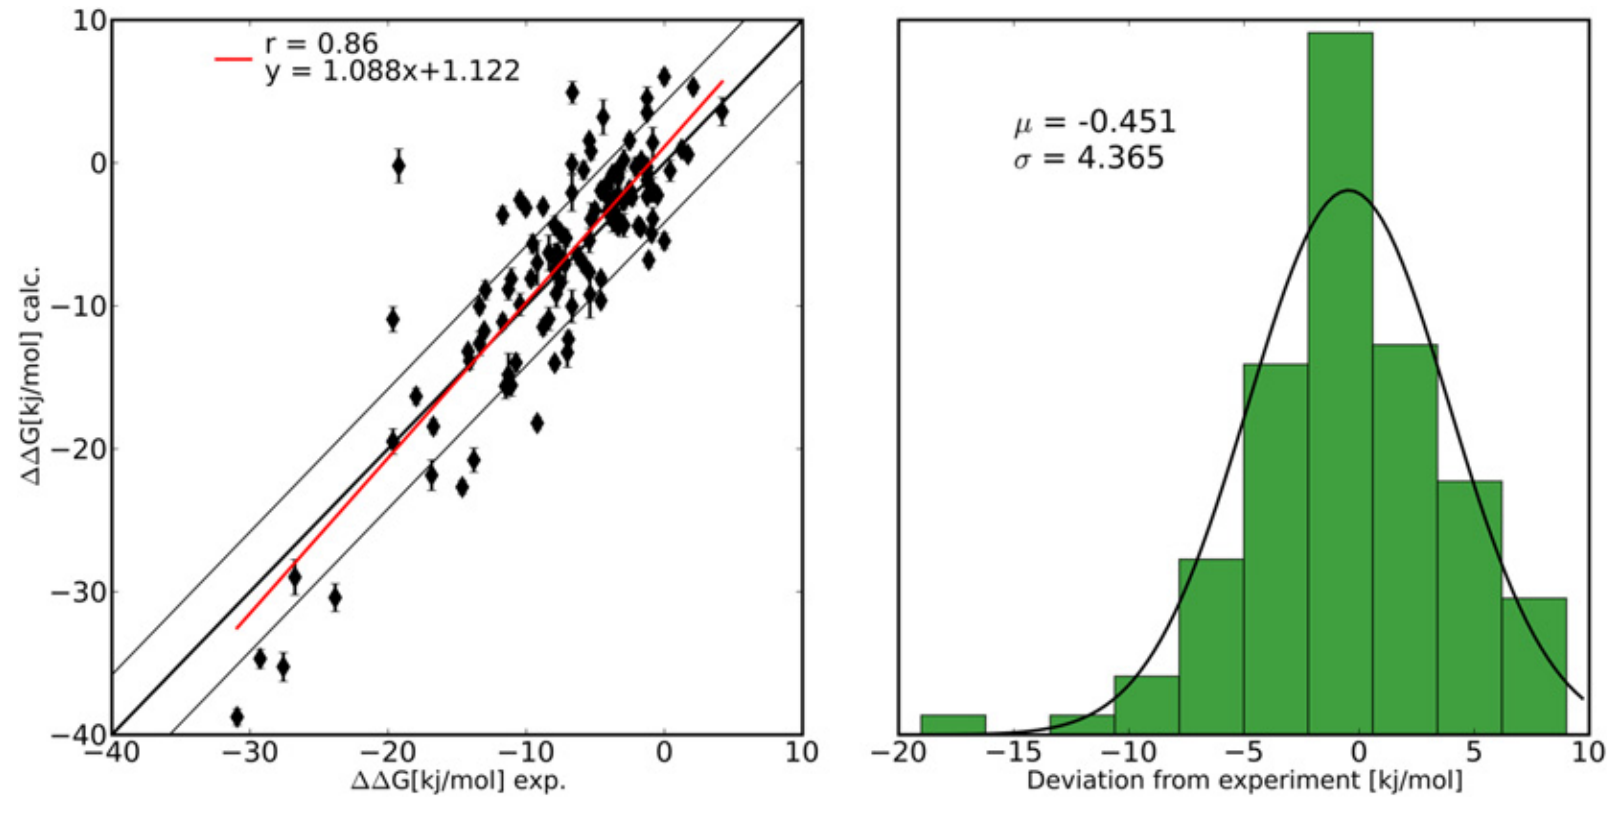 r = 0.86
y = 1.088x+1.122
10
0
−10
−20
−30
−40
ΔΔG[kj/mol] calc.
−40 −30 −20 −10 0 10
ΔΔG[kj/mol] exp.
μ = -0.451
σ = 4.365
−20 −15 −10 −5 0 5 10
Deviation from experiment [kj/mol]